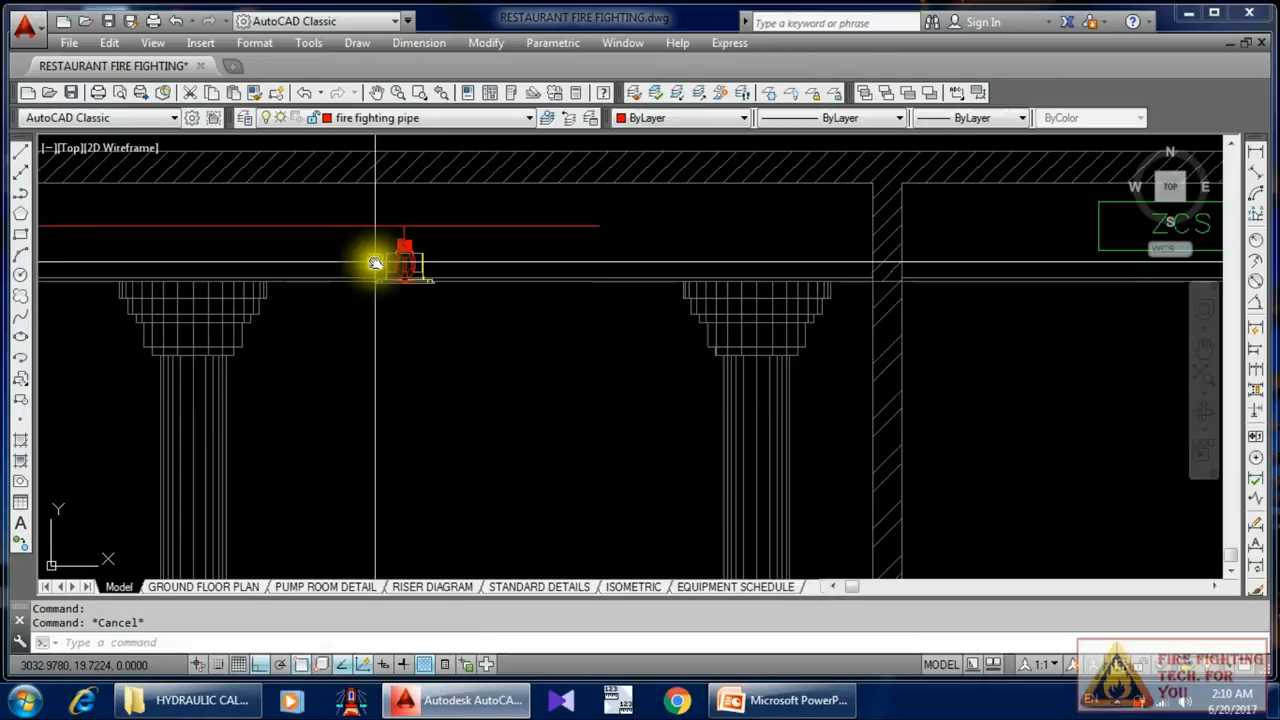 AutoCAD Classic
RESTAURANT FIRE FIGHTING.dwg
Type a keyword or phrase
Sign In
File Edit View Insert Format Tools Draw Dimension Modify Parametric Window Help Express
RESTAURANT FIRE FIGHTING*
AutoCAD Classic
fire fighting pipe
ByLayer
ByLayer
ByLayer
ByColor
[−][Top][2D Wireframe]
N
W TOP E
S
WCS
ZCS
Y
X
Model GROUND FLOOR PLAN PUMP ROOM DETAIL RISER DIAGRAM STANDARD DETAILS ISOMETRIC EQUIPMENT SCHEDULE
Command:
Command: *Cancel*
Type a command
3032.9780, 19.7224, 0.0000
MODEL
1:1
FIRE FIGHTING
TECH. FOR
YOU
HYDRAULIC CAL...
Autodesk AutoCA...
Microsoft PowerP...
EN
2:10 AM
6/20/2017